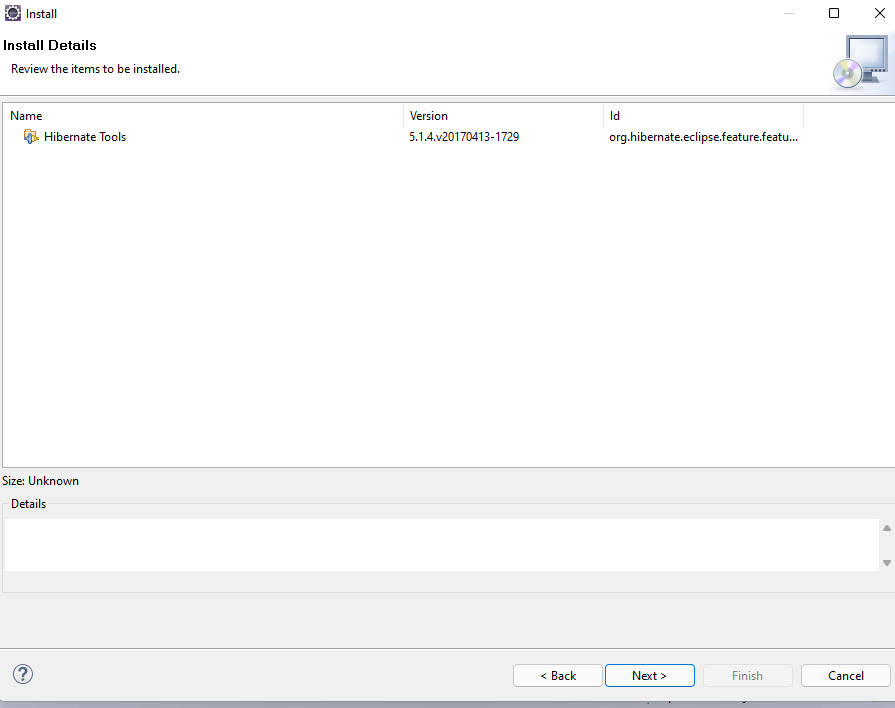 Install
Install Details
Review the items to be installed.
Name Version Id
Hibernate Tools 5.1.4.v20170413-1729 org.hibernate.eclipse.feature.featu...
Size: Unknown
Details
? < Back Next > Finish Cancel